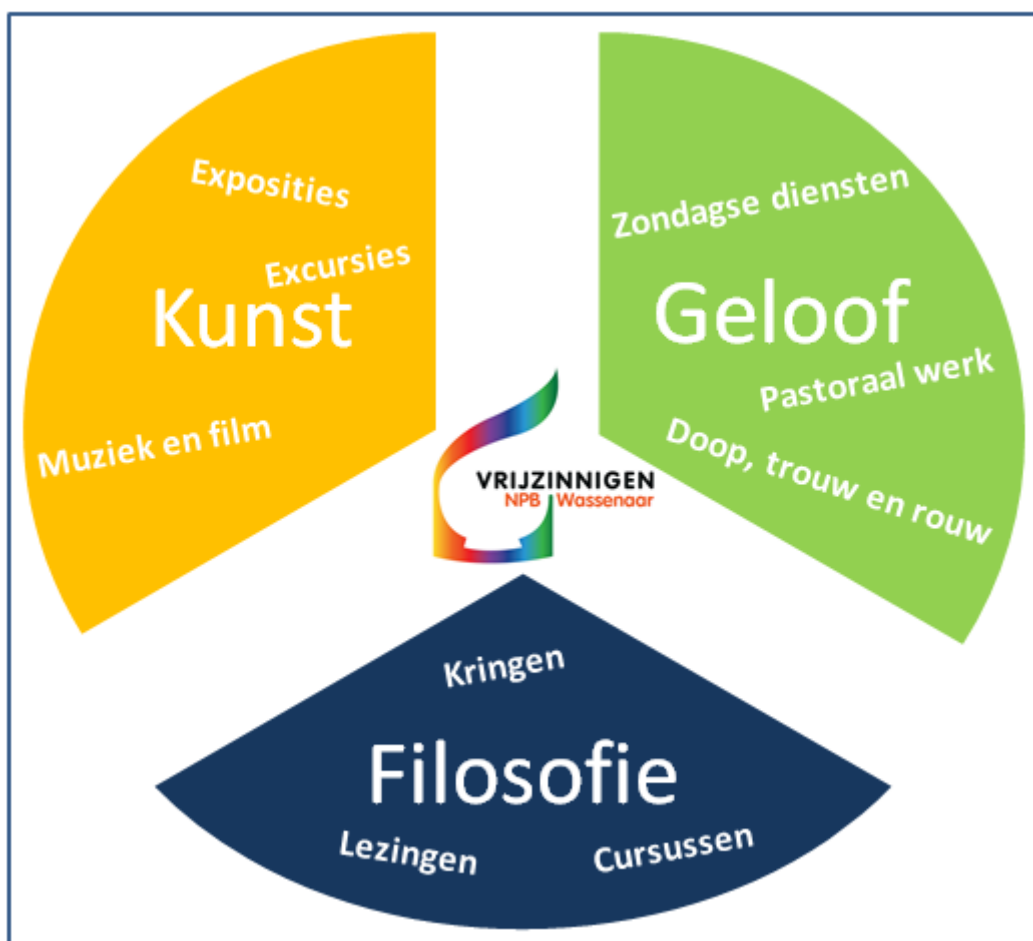 Exposities
Excursies
Kunst
Muziek en film
Zondagse diensten
Geloof
Pastoraal werk
Doop, trouw en rouw
VRIJZINNIGEN
NPB Wassenaar
Kringen
Filosofie
Lezingen
Cursussen